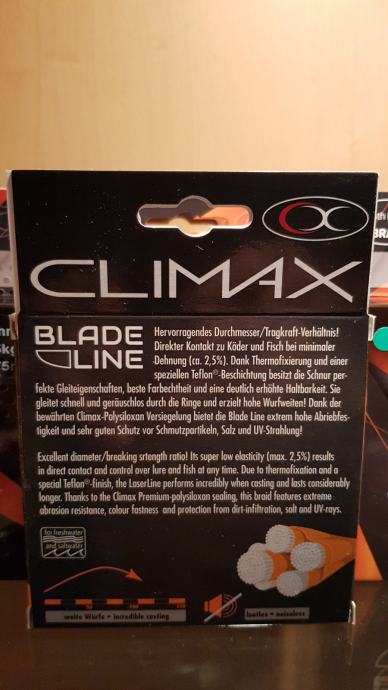 CLIMAX
BLADE
LINE
Hervorragendes Durchmesser/Tragkraft-Verhältnis!
Direkter Kontakt zu Köder und Fisch bei minimaler
Dehnung (ca. 2,5%). Dank Thermofixierung und einer
speziellen Teflon®-Beschichtung besitzt die Schnur per-
fekte Gleiteigenschaften, beste Farbechtheit und eine deutlich erhöhte Haltbarkeit. Sie
gleitet schnell und geräuschlos durch die Ringe und erzielt hohe Wurfweiten! Dank der
bewährten Climax-Polysiloxan Versiegelung bietet die Blade Line extrem hohe Abriebfes-
tigkeit und sehr guten Schutz vor Schmutzpartikeln, Salz und UV-Strahlung!
Excellent diameter/breaking srtength ratio! Its super low elasticity (max. 2,5%) results
in direct contact and control over lure and fish at any time. Due to thermofixation and a
special Teflon®-finish, the LaserLine performs incredibly when casting and lasts considerably
longer. Thanks to the Climax Premium-polysiloxan sealing, this braid features extreme
abrasion resistance, colour fastness and protection from dirt-infiltration, salt and UV-rays.
for freshwater
and saltwater
weite Würfe • incredible casting
lautlos • noiseless